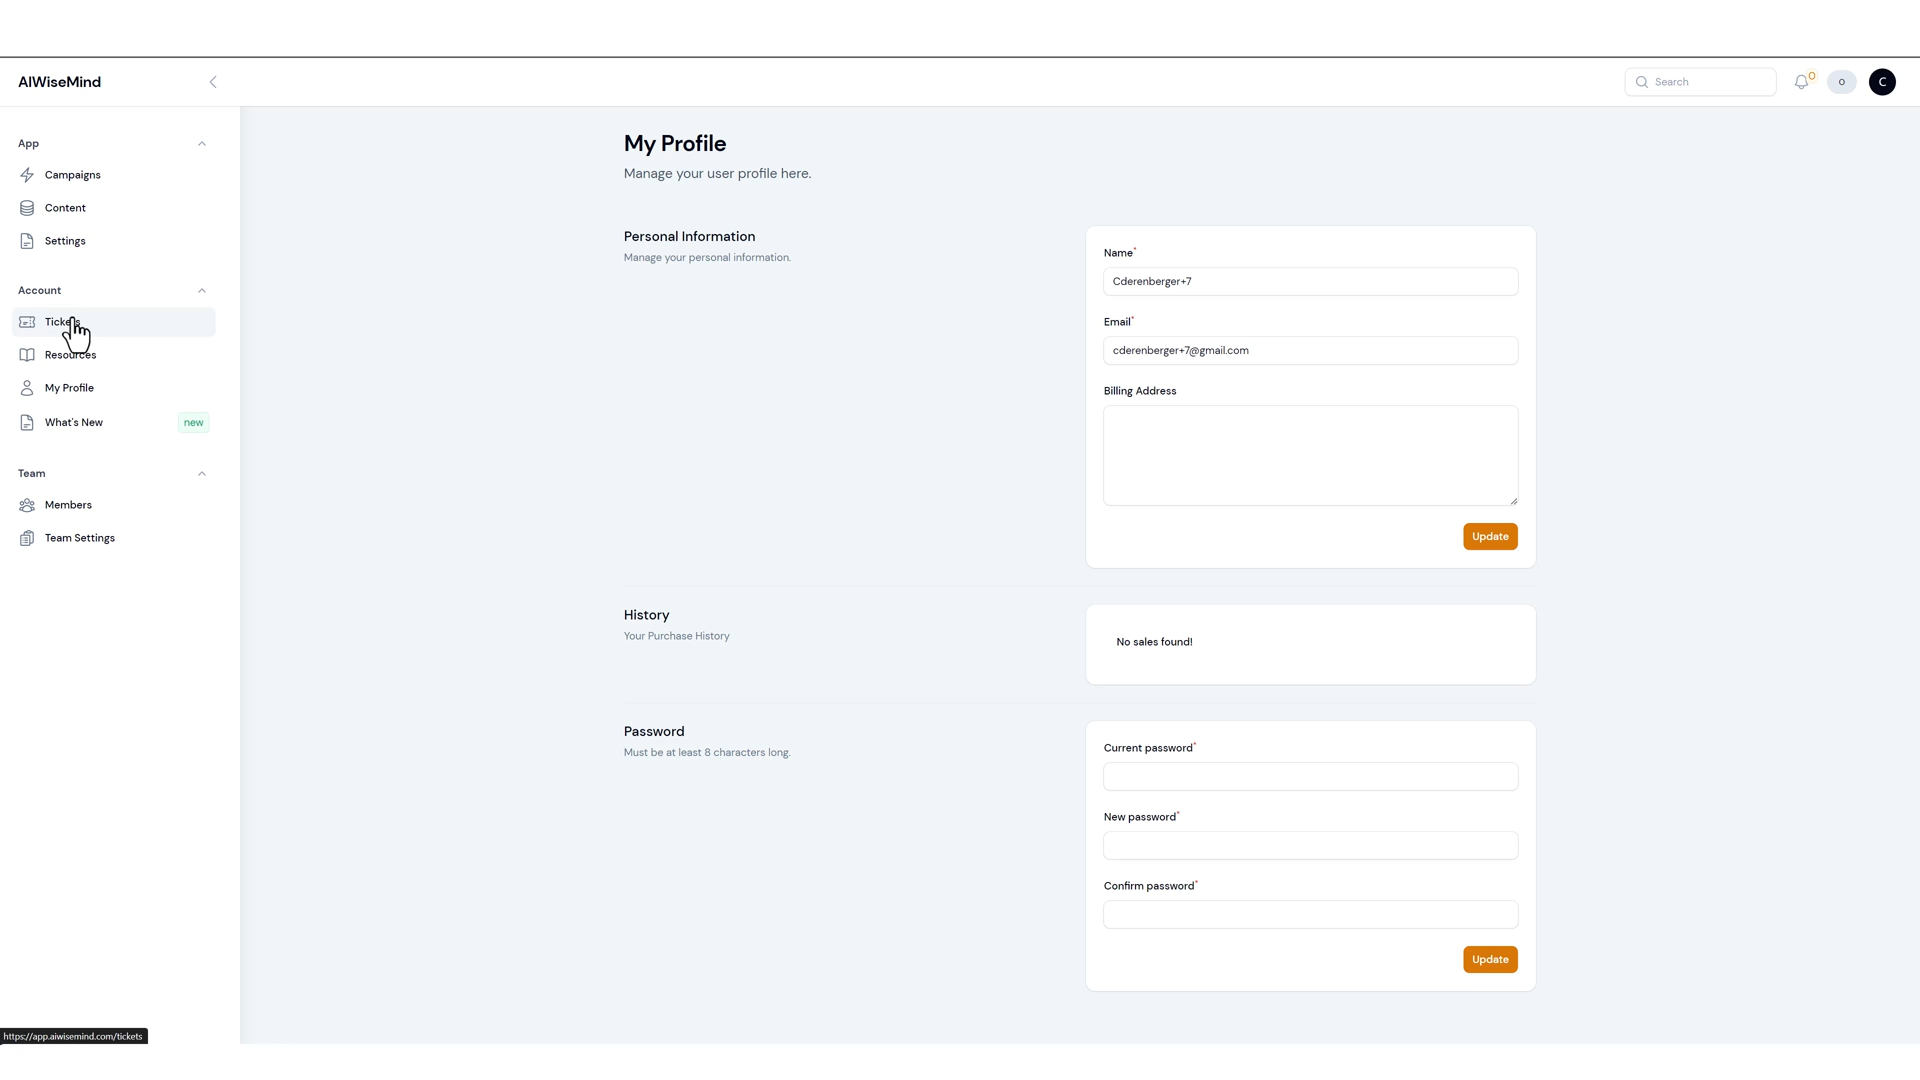 AIWiseMind
Search
0
0
C
App
Campaigns
Content
Settings
Account
Tickets
Resources
My Profile
What's New
new
Team
Members
Team Settings
My Profile
Manage your user profile here.
Personal Information
Manage your personal information.
Name*
Cderenberger+7
Email*
cderenberger+7@gmail.com
Billing Address
Update
History
Your Purchase History
No sales found!
Password
Must be at least 8 characters long.
Current password*
New password*
Confirm password*
Update
https://app.aiwisemind.com/tickets